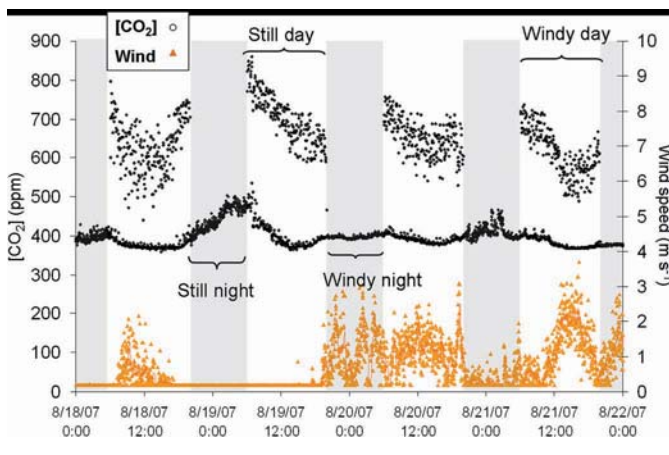 [CO₂] ○
Wind ▲
Still day
Windy day
900
800
700
600
500
400
300
200
100
0
[CO₂] (ppm)
10
9
8
7
6
5
4
3
2
1
0
Wind speed (m s⁻¹)
Still night
Windy night
8/18/07 8/18/07 8/19/07 8/19/07 8/20/07 8/20/07 8/21/07 8/21/07 8/22/07
0:00 12:00 0:00 12:00 0:00 12:00 0:00 12:00 0:00